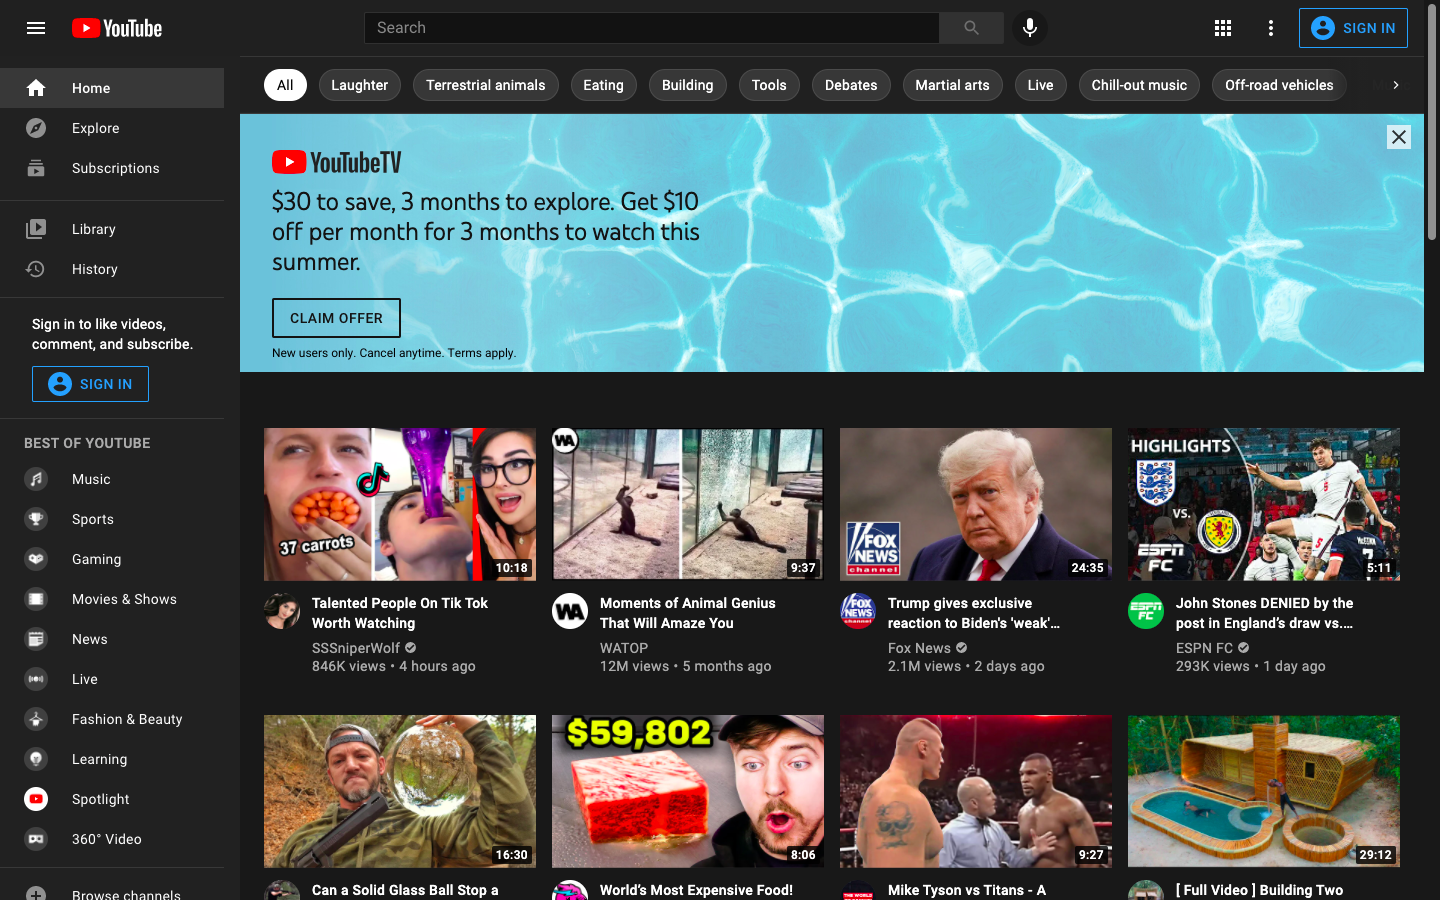 YouTube
Search
SIGN IN
Home
Explore
Subscriptions
Library
History
Sign in to like videos,
comment, and subscribe.
SIGN IN
BEST OF YOUTUBE
Music
Sports
Gaming
Movies & Shows
News
Live
Fashion & Beauty
Learning
Spotlight
360° Video
Browse channels
All
Laughter
Terrestrial animals
Eating
Building
Tools
Debates
Martial arts
Live
Chill-out music
Off-road vehicles
YouTubeTV
$30 to save, 3 months to explore. Get $10
off per month for 3 months to watch this
summer.
CLAIM OFFER
New users only. Cancel anytime. Terms apply.
37 carrots
10:18
Talented People On Tik Tok
Worth Watching
SSSniperWolf
846K views • 4 hours ago
WA
9:37
WA
Moments of Animal Genius
That Will Amaze You
WATOP
12M views • 5 months ago
FOX
NEWS
channel
24:35
FOX
NEWS
channel
Trump gives exclusive
reaction to Biden's 'weak'...
Fox News
2.1M views • 2 days ago
HIGHLIGHTS
VS.
ESPN
FC
5:11
ESPN
FC
John Stones DENIED by the
post in England’s draw vs....
ESPN FC
293K views • 1 day ago
16:30
Can a Solid Glass Ball Stop a
$59,802
8:06
World’s Most Expensive Food!
9:27
THE WORLD
Mike Tyson vs Titans - A
29:12
[ Full Video ] Building Two